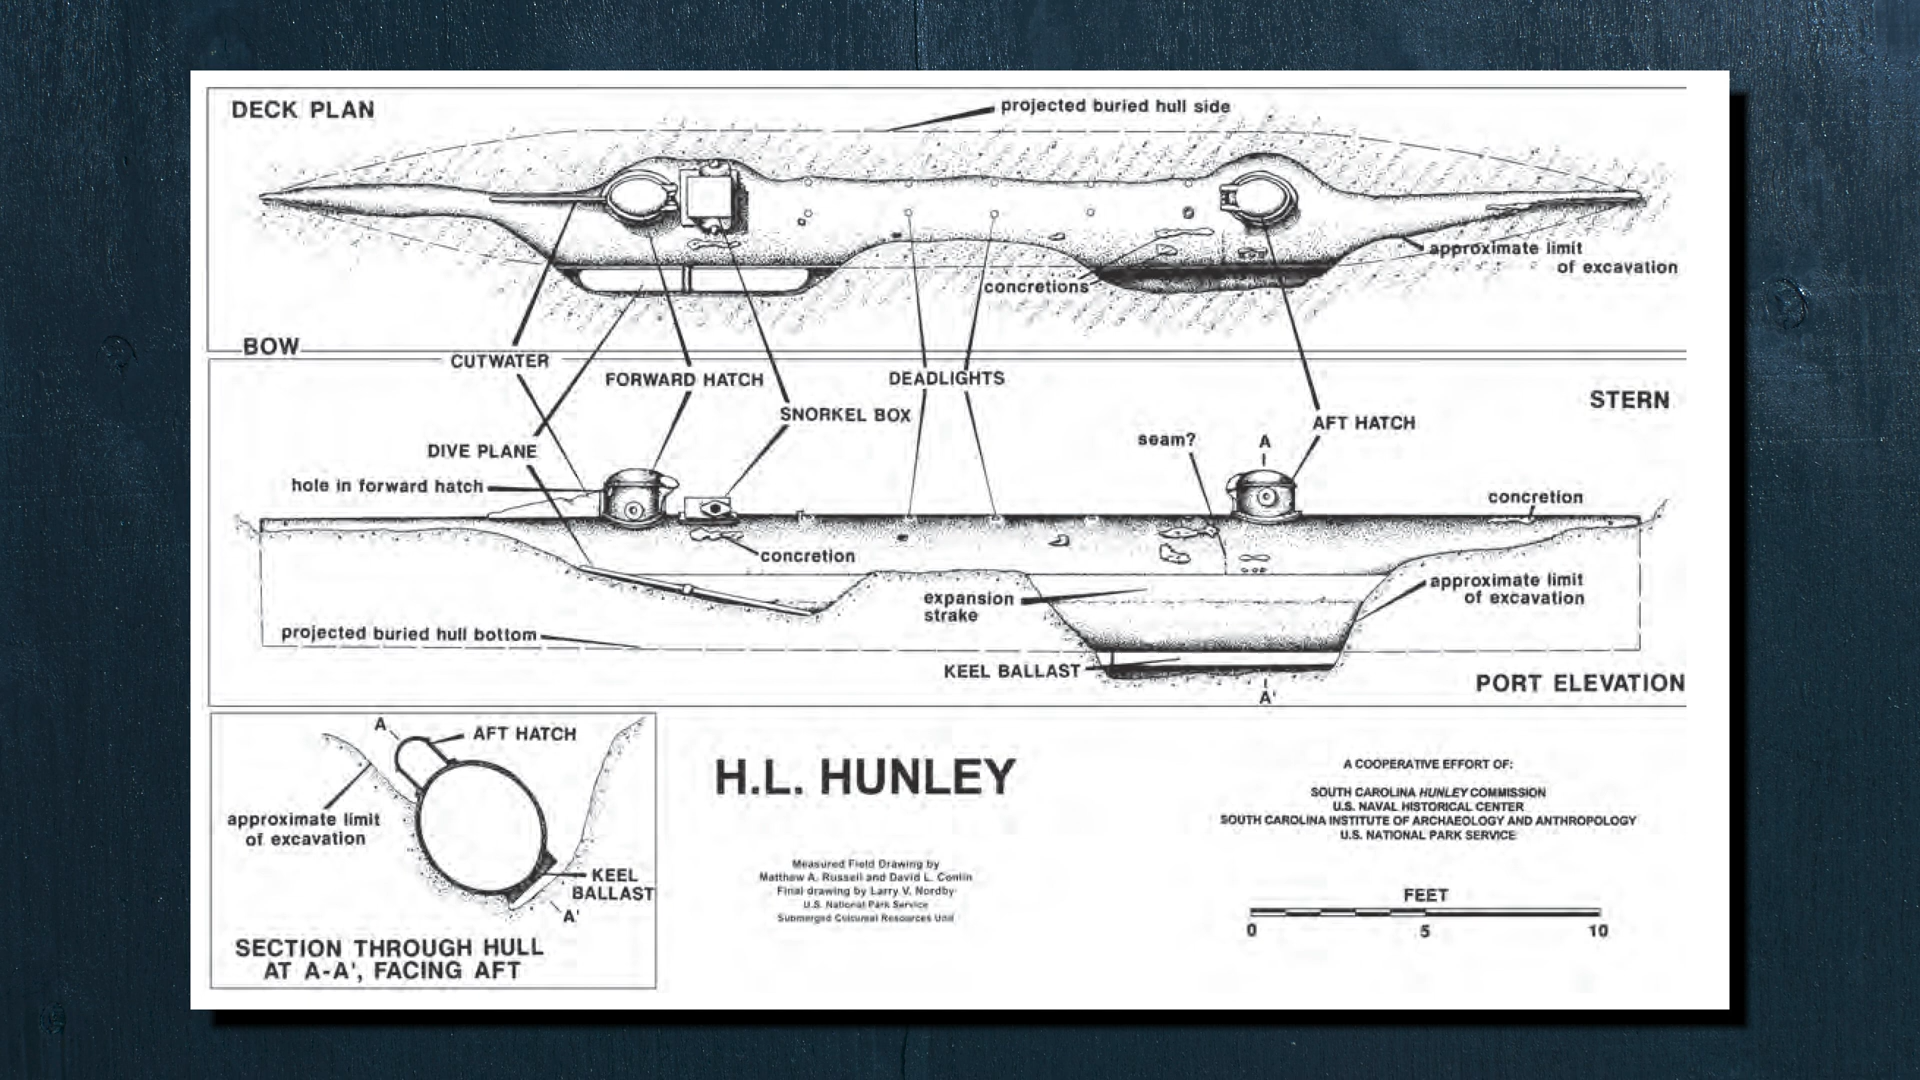 DECK PLAN
projected buried hull side
approximate limit
of excavation
concretions
BOW
CUTWATER
FORWARD HATCH
DEADLIGHTS
SNORKEL BOX
STERN
AFT HATCH
seam?
A
DIVE PLANE
hole in forward hatch
concretion
concretion
expansion
strake
approximate limit
of excavation
projected buried hull bottom
KEEL BALLAST
A'
PORT ELEVATION
A
AFT HATCH
approximate limit
of excavation
KEEL
BALLAST
A'
SECTION THROUGH HULL
AT A-A', FACING AFT
H.L. HUNLEY
Measured Field Drawing by
Matthew A. Russell and David L. Conlin
Final drawing by Larry V. Nordby
U.S. National Park Service
Submerged Cultureal Resources Unit
A COOPERATIVE EFFORT OF:
SOUTH CAROLINA HUNLEY COMMISSION
U.S. NAVAL HISTORICAL CENTER
SOUTH CAROLINA INSTITUTE OF ARCHAEOLOGY AND ANTHROPOLOGY
U.S. NATIONAL PARK SERVICE
FEET
0 5 10